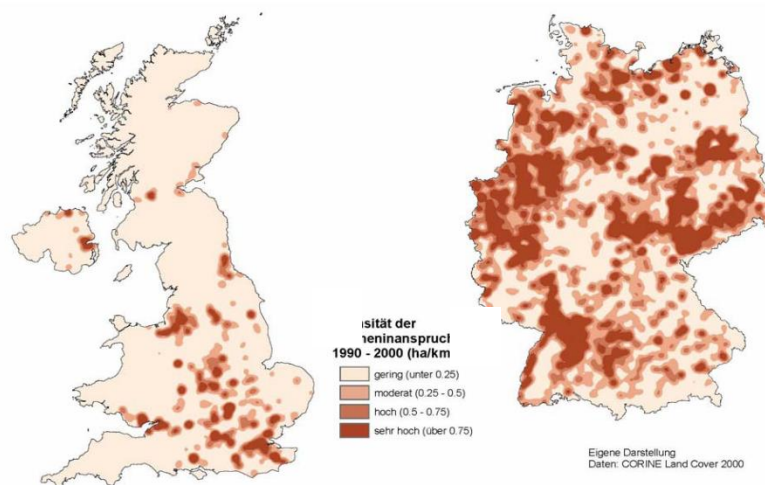 sität der
neninanspruch
1990 - 2000 (ha/km
gering (unter 0.25)
moderat (0.25 - 0.5)
hoch (0.5 - 0.75)
sehr hoch (über 0.75)
Eigene Darstellung
Daten: CORINE Land Cover 2000